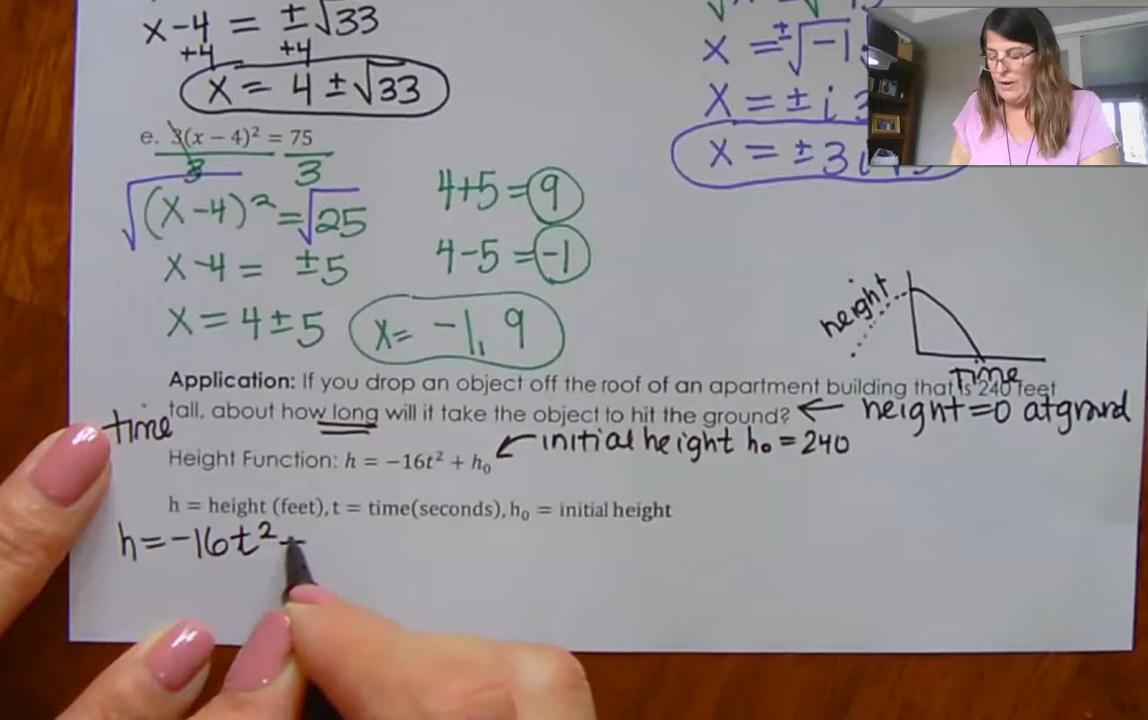 x-4 = ±√33
+4 +4
x = 4 ±√33
x = ±√-1
x = ± i 3
x = ±3i
e. 3(x – 4)² = 75
3 3
√(x-4)² = √25
x-4 = ±5
x = 4±5
x= -1, 9
4+5=9
4-5=-1
height
Time
Application: If you drop an object off the roof of an apartment building that is 240 feet
tall, about how long will it take the object to hit the ground? ← height=0 at ground
time
initial height h₀ = 240
Height Function: h = −16t² + h₀
h = height (feet), t = time(seconds), h₀ = initial height
h=-16t²